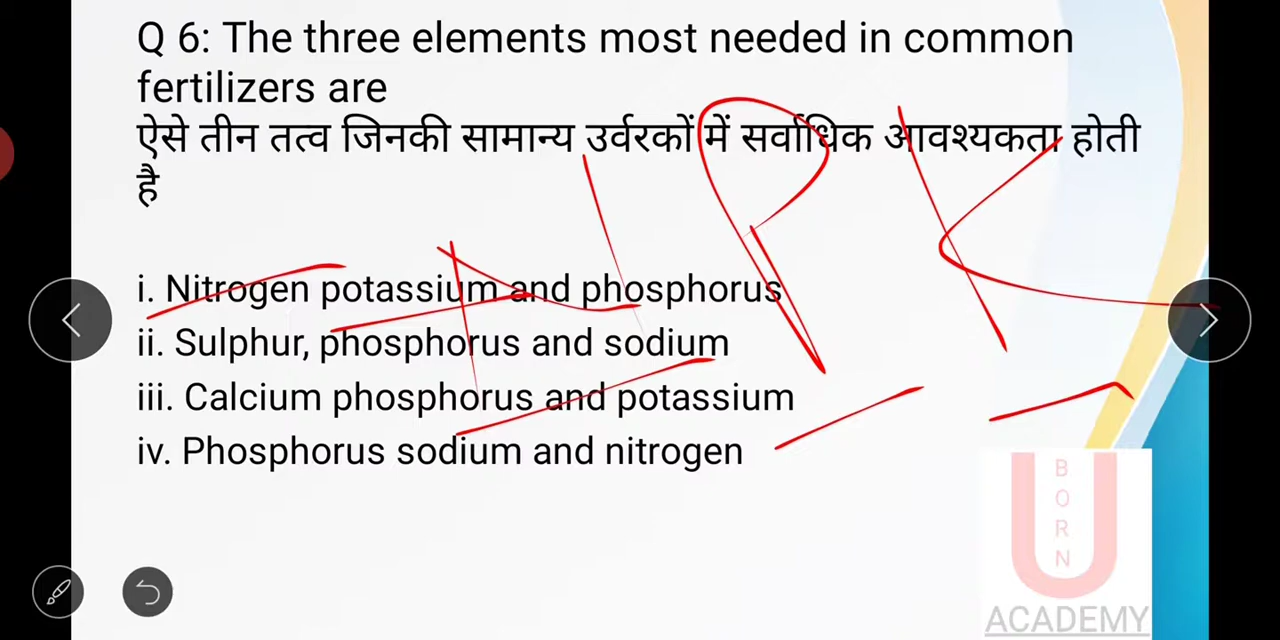 Q 6: The three elements most needed in common
fertilizers are
ऐसे तीन तत्व जिनकी सामान्य उर्वरकों में सर्वाधिक आवश्यकता होती
है
N P K
i. Nitrogen potassium and phosphorus
ii. Sulphur, phosphorus and sodium
iii. Calcium phosphorus and potassium
iv. Phosphorus sodium and nitrogen
BORN
U
ACADEMY